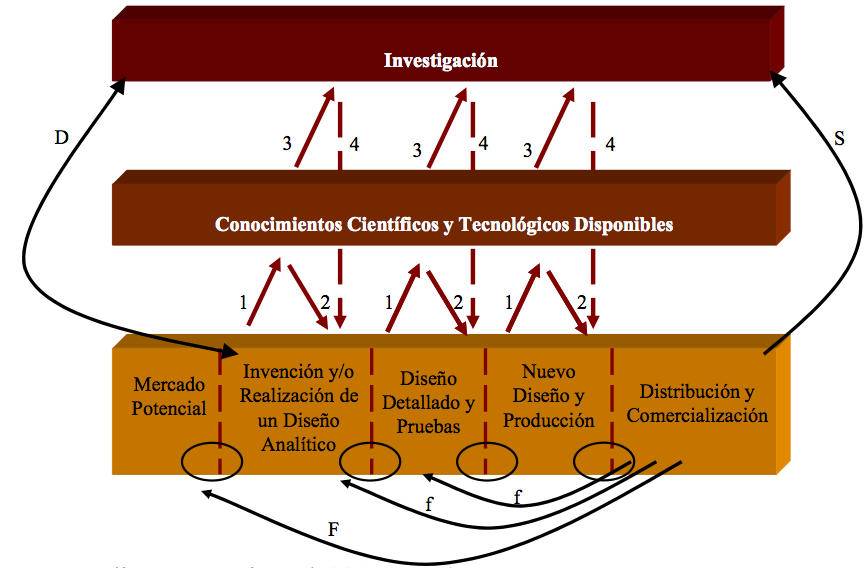 Investigación
D
S
3
4
3
4
3
4
Conocimientos Científicos y Tecnológicos Disponibles
1
2
1
2
1
2
Mercado
Potencial
Invención y/o
Realización de
un Diseño
Analítico
Diseño
Detallado y
Pruebas
Nuevo
Diseño y
Producción
Distribución y
Comercialización
f
f
F